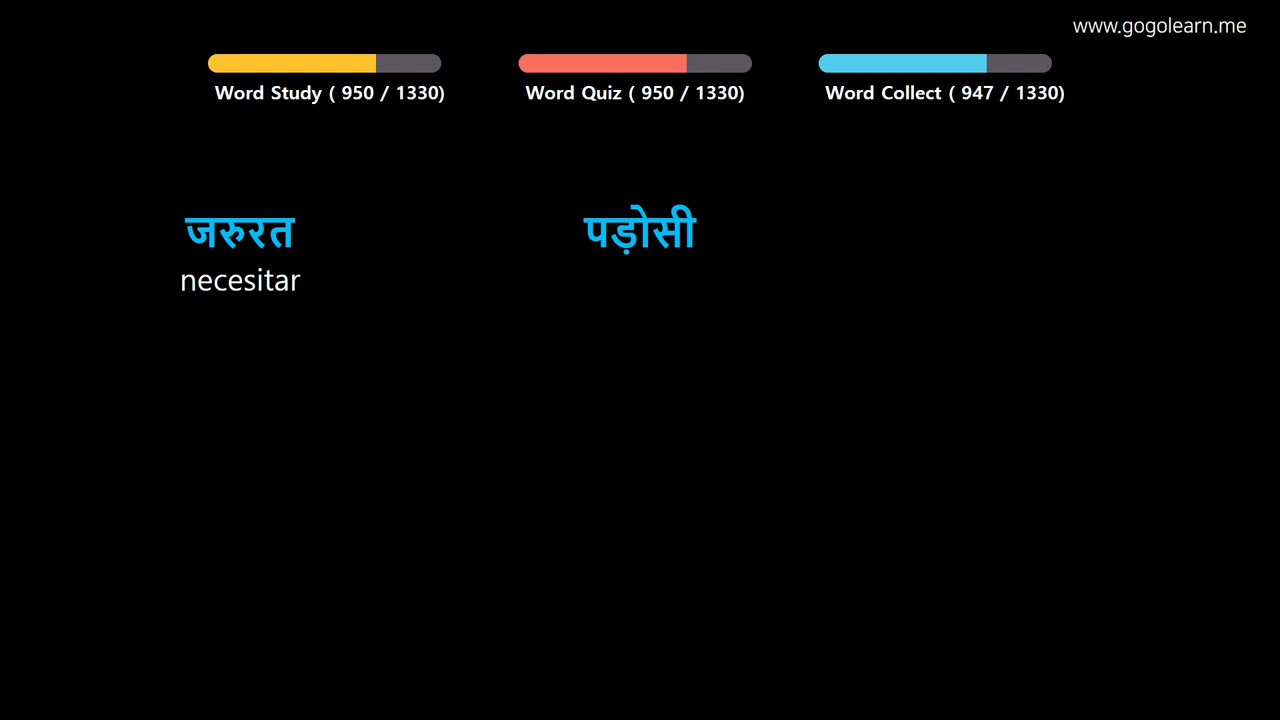 www.gogolearn.me
Word Study ( 950 / 1330)
Word Quiz ( 950 / 1330)
Word Collect ( 947 / 1330)
जरुरत
पड़ोसी
necesitar